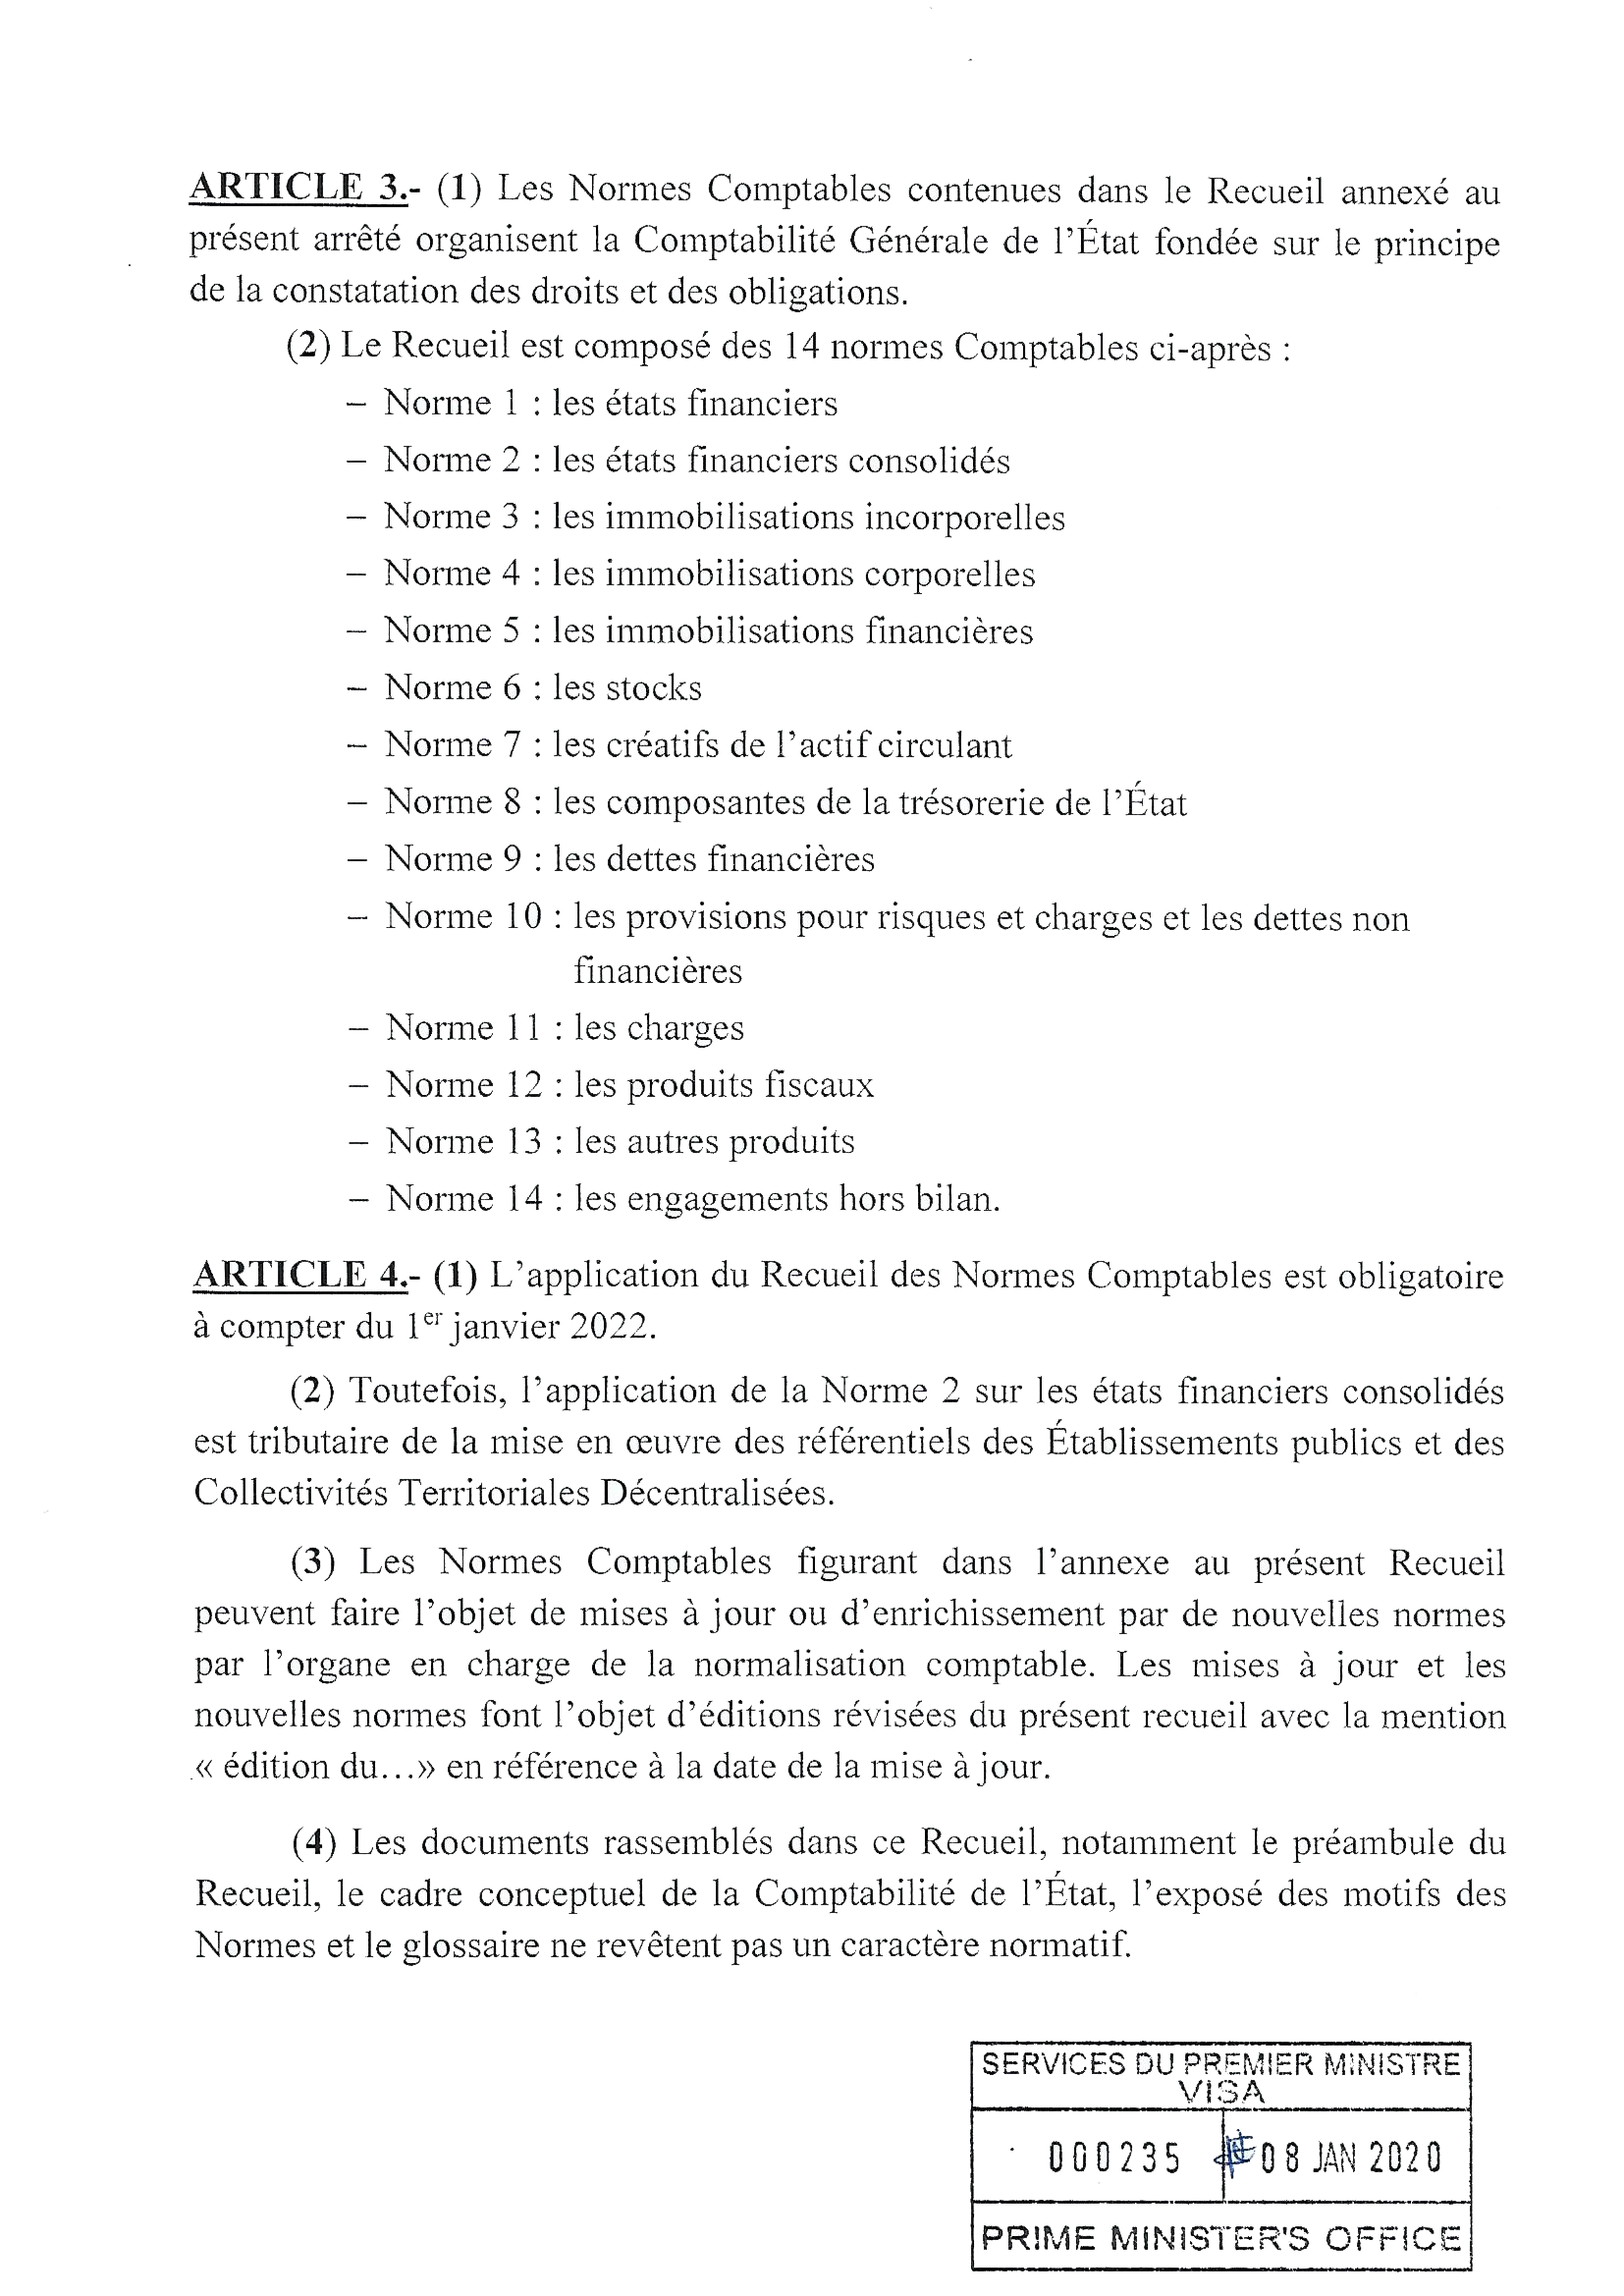 ARTICLE 3.- (1) Les Normes Comptables contenues dans le Recueil annexé au
présent arrêté organisent la Comptabilité Générale de l'État fondée sur le principe
de la constatation des droits et des obligations.
(2) Le Recueil est composé des 14 normes Comptables ci-après :
– Norme 1 : les états financiers
– Norme 2 : les états financiers consolidés
– Norme 3 : les immobilisations incorporelles
– Norme 4 : les immobilisations corporelles
– Norme 5 : les immobilisations financières
– Norme 6 : les stocks
– Norme 7 : les créatifs de l'actif circulant
– Norme 8 : les composantes de la trésorerie de l'État
– Norme 9 : les dettes financières
– Norme 10 : les provisions pour risques et charges et les dettes non
financières
– Norme 11 : les charges
– Norme 12 : les produits fiscaux
– Norme 13 : les autres produits
– Norme 14 : les engagements hors bilan.
ARTICLE 4.- (1) L'application du Recueil des Normes Comptables est obligatoire
à compter du 1er janvier 2022.
(2) Toutefois, l'application de la Norme 2 sur les états financiers consolidés
est tributaire de la mise en œuvre des référentiels des Établissements publics et des
Collectivités Territoriales Décentralisées.
(3) Les Normes Comptables figurant dans l'annexe au présent Recueil
peuvent faire l'objet de mises à jour ou d'enrichissement par de nouvelles normes
par l'organe en charge de la normalisation comptable. Les mises à jour et les
nouvelles normes font l'objet d'éditions révisées du présent recueil avec la mention
« édition du...» en référence à la date de la mise à jour.
(4) Les documents rassemblés dans ce Recueil, notamment le préambule du
Recueil, le cadre conceptuel de la Comptabilité de l'État, l'exposé des motifs des
Normes et le glossaire ne revêtent pas un caractère normatif.
SERVICES DU PREMIER MINISTRE
VISA
000235 08 JAN 2020
PRIME MINISTER'S OFFICE